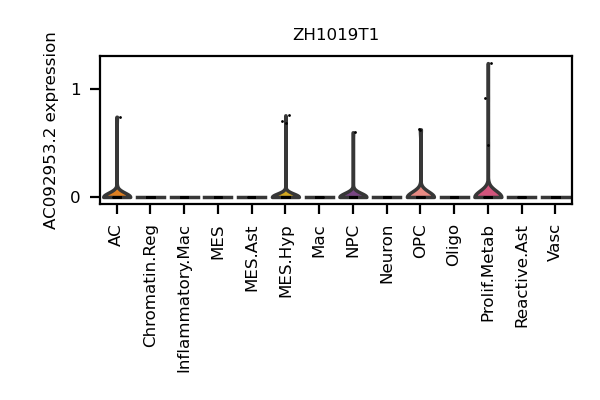 ZH1019T1
AC092953.2 expression
1
0
AC
Chromatin.Reg
Inflammatory.Mac
MES
MES.Ast
MES.Hyp
Mac
NPC
Neuron
OPC
Oligo
Prolif.Metab
Reactive.Ast
Vasc